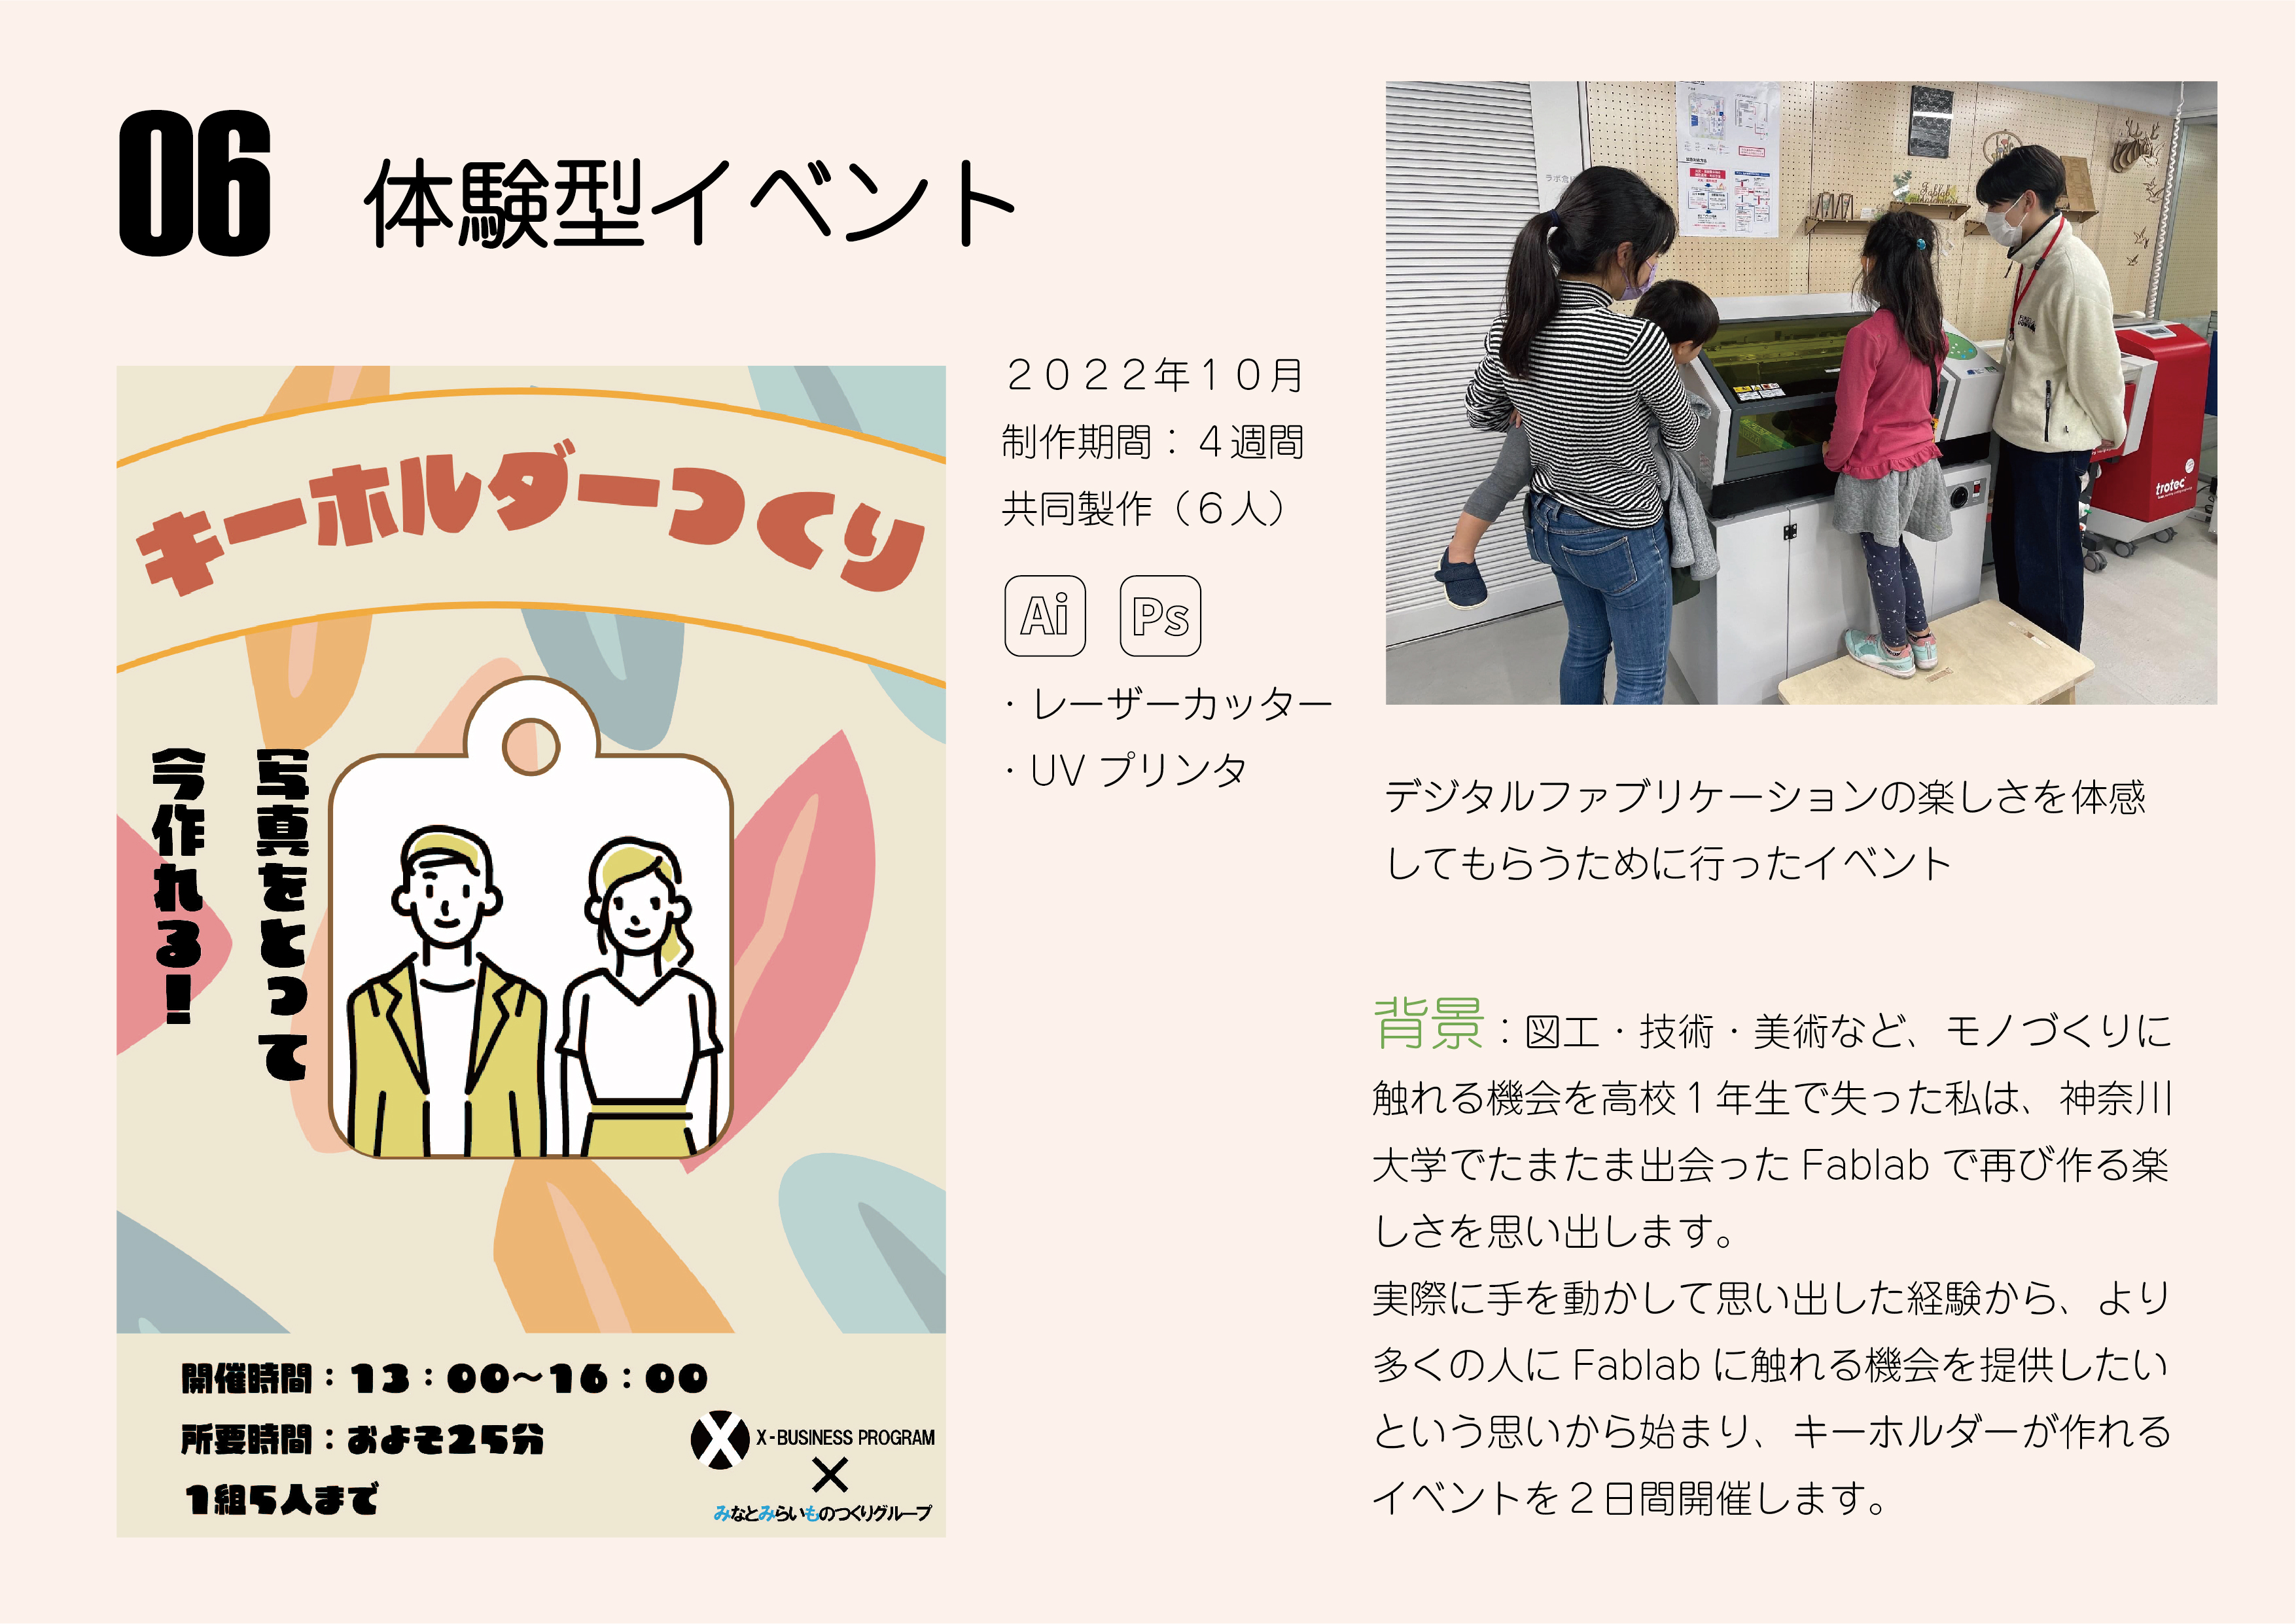 06 体験型イベント
キーホルダーつくり
写真をとって
今作れる！
開催時間：13：00〜16：00
所要時間：およそ25分
1組5人まで
X-BUSINESS PROGRAM
×
みなとみらいものつくりグループ
２０２２年１０月
制作期間：４週間
共同製作（６人）
Ai Ps
・レーザーカッター
・UV プリンタ
trotec
デジタルファブリケーションの楽しさを体感
してもらうために行ったイベント
背景：図工・技術・美術など、モノづくりに
触れる機会を高校１年生で失った私は、神奈川
大学でたまたま出会った Fablab で再び作る楽
しさを思い出します。
実際に手を動かして思い出した経験から、より
多くの人に Fablab に触れる機会を提供したい
という思いから始まり、キーホルダーが作れる
イベントを２日間開催します。